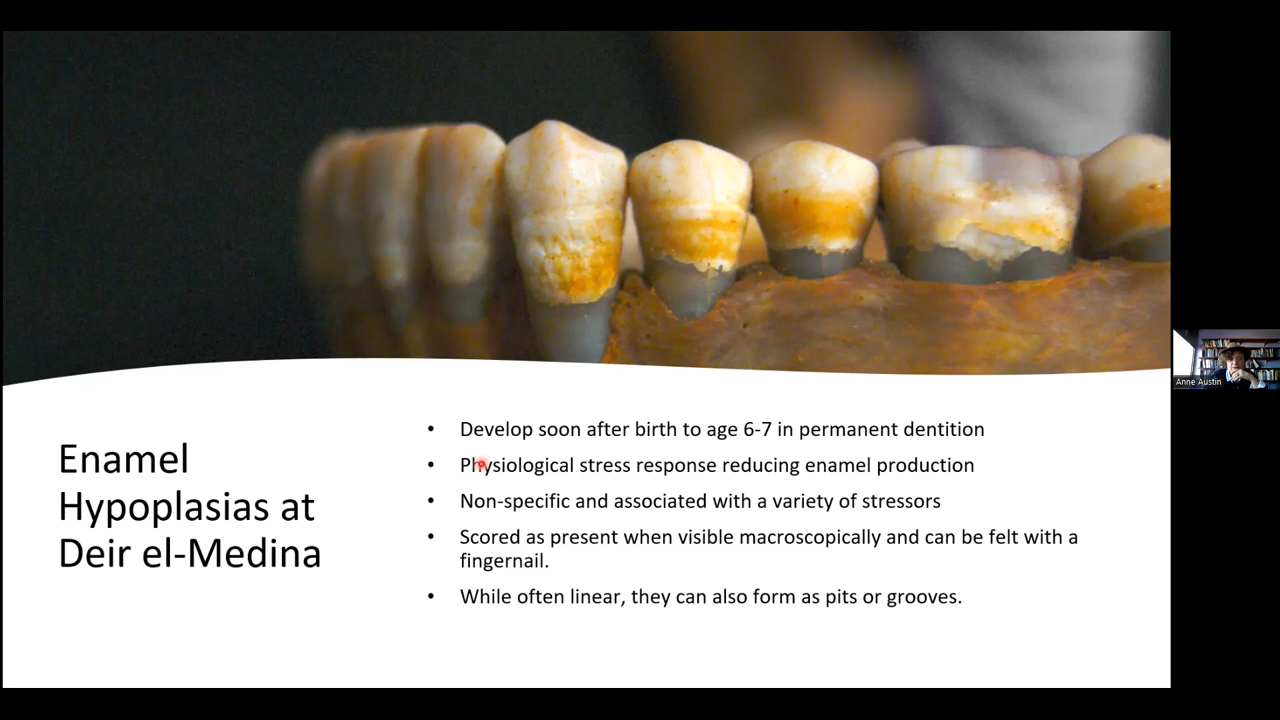 Enamel
Hypoplasias at
Deir el-Medina
• Develop soon after birth to age 6-7 in permanent dentition
• Physiological stress response reducing enamel production
• Non-specific and associated with a variety of stressors
• Scored as present when visible macroscopically and can be felt with a
fingernail.
• While often linear, they can also form as pits or grooves.
Anne Austin